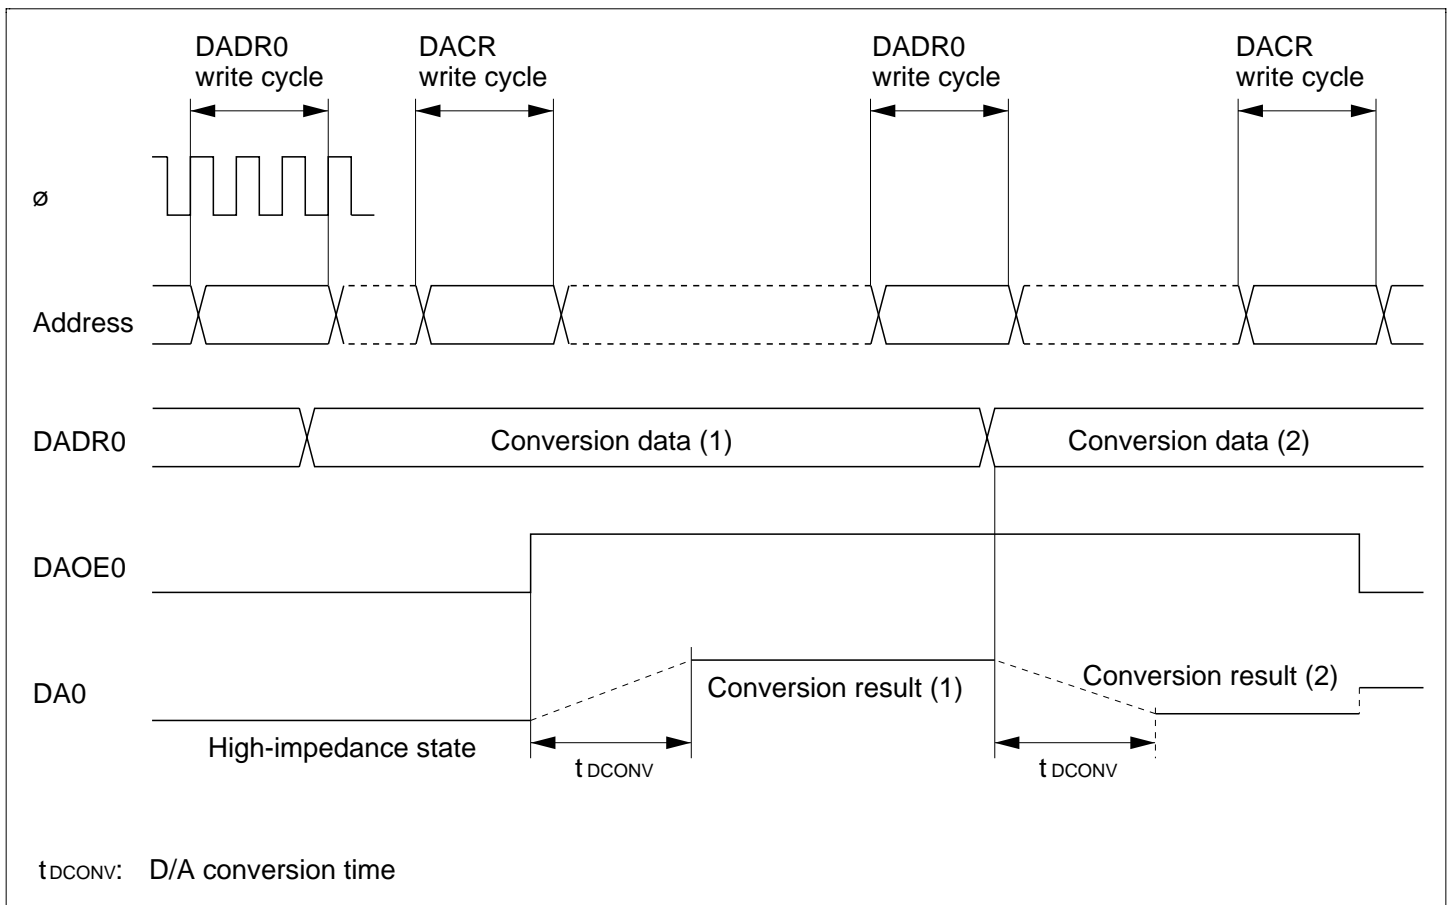 DADR0
write cycle
DACR
write cycle
DADR0
write cycle
DACR
write cycle
ø
Address
DADR0
Conversion data (1)
Conversion data (2)
DAOE0
DA0
Conversion result (1)
Conversion result (2)
High-impedance state
t DCONV
t DCONV
t DCONV: D/A conversion time